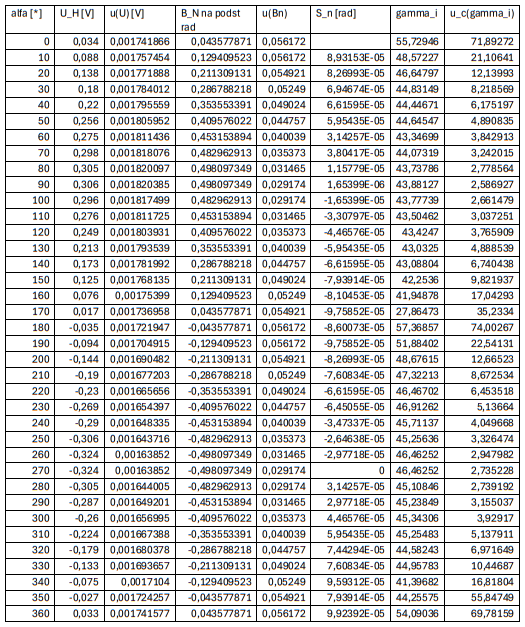 alfa [*] U_H [V] u(U) [V] B_N na podst rad u(Bn) S_n [rad] gamma_i u_c(gamma_i)
0 0,034 0,001741866 0,043577871 0,056172 55,72946 71,89272
10 0,088 0,001757454 0,129409523 0,056172 8,93153E-05 48,57227 21,10641
20 0,138 0,001771888 0,211309131 0,054921 8,26993E-05 46,64797 12,13993
30 0,18 0,001784012 0,286788218 0,05249 6,94674E-05 44,83149 8,218569
40 0,22 0,001795559 0,353553391 0,049024 6,61595E-05 44,44671 6,175197
50 0,256 0,001805952 0,409576022 0,044757 5,95435E-05 44,64547 4,890835
60 0,275 0,001811436 0,453153894 0,040039 3,14257E-05 43,34699 3,842913
70 0,298 0,001818076 0,482962913 0,035373 3,80417E-05 44,07319 3,242015
80 0,305 0,001820097 0,498097349 0,031465 1,15779E-05 43,73786 2,778564
90 0,306 0,001820385 0,498097349 0,029174 1,65399E-06 43,88127 2,586927
100 0,296 0,001817499 0,482962913 0,029174 -1,65399E-05 43,77739 2,661479
110 0,276 0,001811725 0,453153894 0,031465 -3,30797E-05 43,50462 3,037251
120 0,249 0,001803931 0,409576022 0,035373 -4,46576E-05 43,4247 3,765909
130 0,213 0,001793539 0,353553391 0,040039 -5,95435E-05 43,0325 4,888539
140 0,173 0,001781992 0,286788218 0,044757 -6,61595E-05 43,08804 6,740438
150 0,125 0,001768135 0,211309131 0,049024 -7,93914E-05 42,2536 9,821937
160 0,076 0,00175399 0,129409523 0,05249 -8,10453E-05 41,94878 17,04293
170 0,017 0,001736958 0,043577871 0,054921 -9,75852E-05 27,86473 35,2334
180 -0,035 0,001721947 -0,043577871 0,056172 -8,60073E-05 57,36857 74,00267
190 -0,094 0,001704915 -0,129409523 0,056172 -9,75852E-05 51,88402 22,54131
200 -0,144 0,001690482 -0,211309131 0,054921 -8,26993E-05 48,67615 12,66523
210 -0,19 0,001677203 -0,286788218 0,05249 -7,60834E-05 47,32213 8,672534
220 -0,23 0,001665656 -0,353553391 0,049024 -6,61595E-05 46,46702 6,453518
230 -0,269 0,001654397 -0,409576022 0,044757 -6,45055E-05 46,91262 5,13664
240 -0,29 0,001648335 -0,453153894 0,040039 -3,47337E-05 45,71137 4,049668
250 -0,306 0,001643716 -0,482962913 0,035373 -2,64638E-05 45,25636 3,326474
260 -0,324 0,00163852 -0,498097349 0,031465 -2,97718E-05 46,46252 2,947982
270 -0,324 0,00163852 -0,498097349 0,029174 0 46,46252 2,735228
280 -0,305 0,001644005 -0,482962913 0,029174 3,14257E-05 45,10846 2,739192
290 -0,287 0,001649201 -0,453153894 0,031465 2,97718E-05 45,23849 3,155037
300 -0,26 0,001656995 -0,409576022 0,035373 4,46576E-05 45,34306 3,92917
310 -0,224 0,001667388 -0,353553391 0,040039 5,95435E-05 45,25483 5,137911
320 -0,179 0,001680378 -0,286788218 0,044757 7,44294E-05 44,58243 6,971649
330 -0,133 0,001693657 -0,211309131 0,049024 7,60834E-05 44,95783 10,44687
340 -0,075 0,0017104 -0,129409523 0,05249 9,59312E-05 41,39682 16,81804
350 -0,027 0,001724257 -0,043577871 0,054921 7,93914E-05 44,25575 55,84749
360 0,033 0,001741577 0,043577871 0,056172 9,92392E-05 54,09036 69,78159